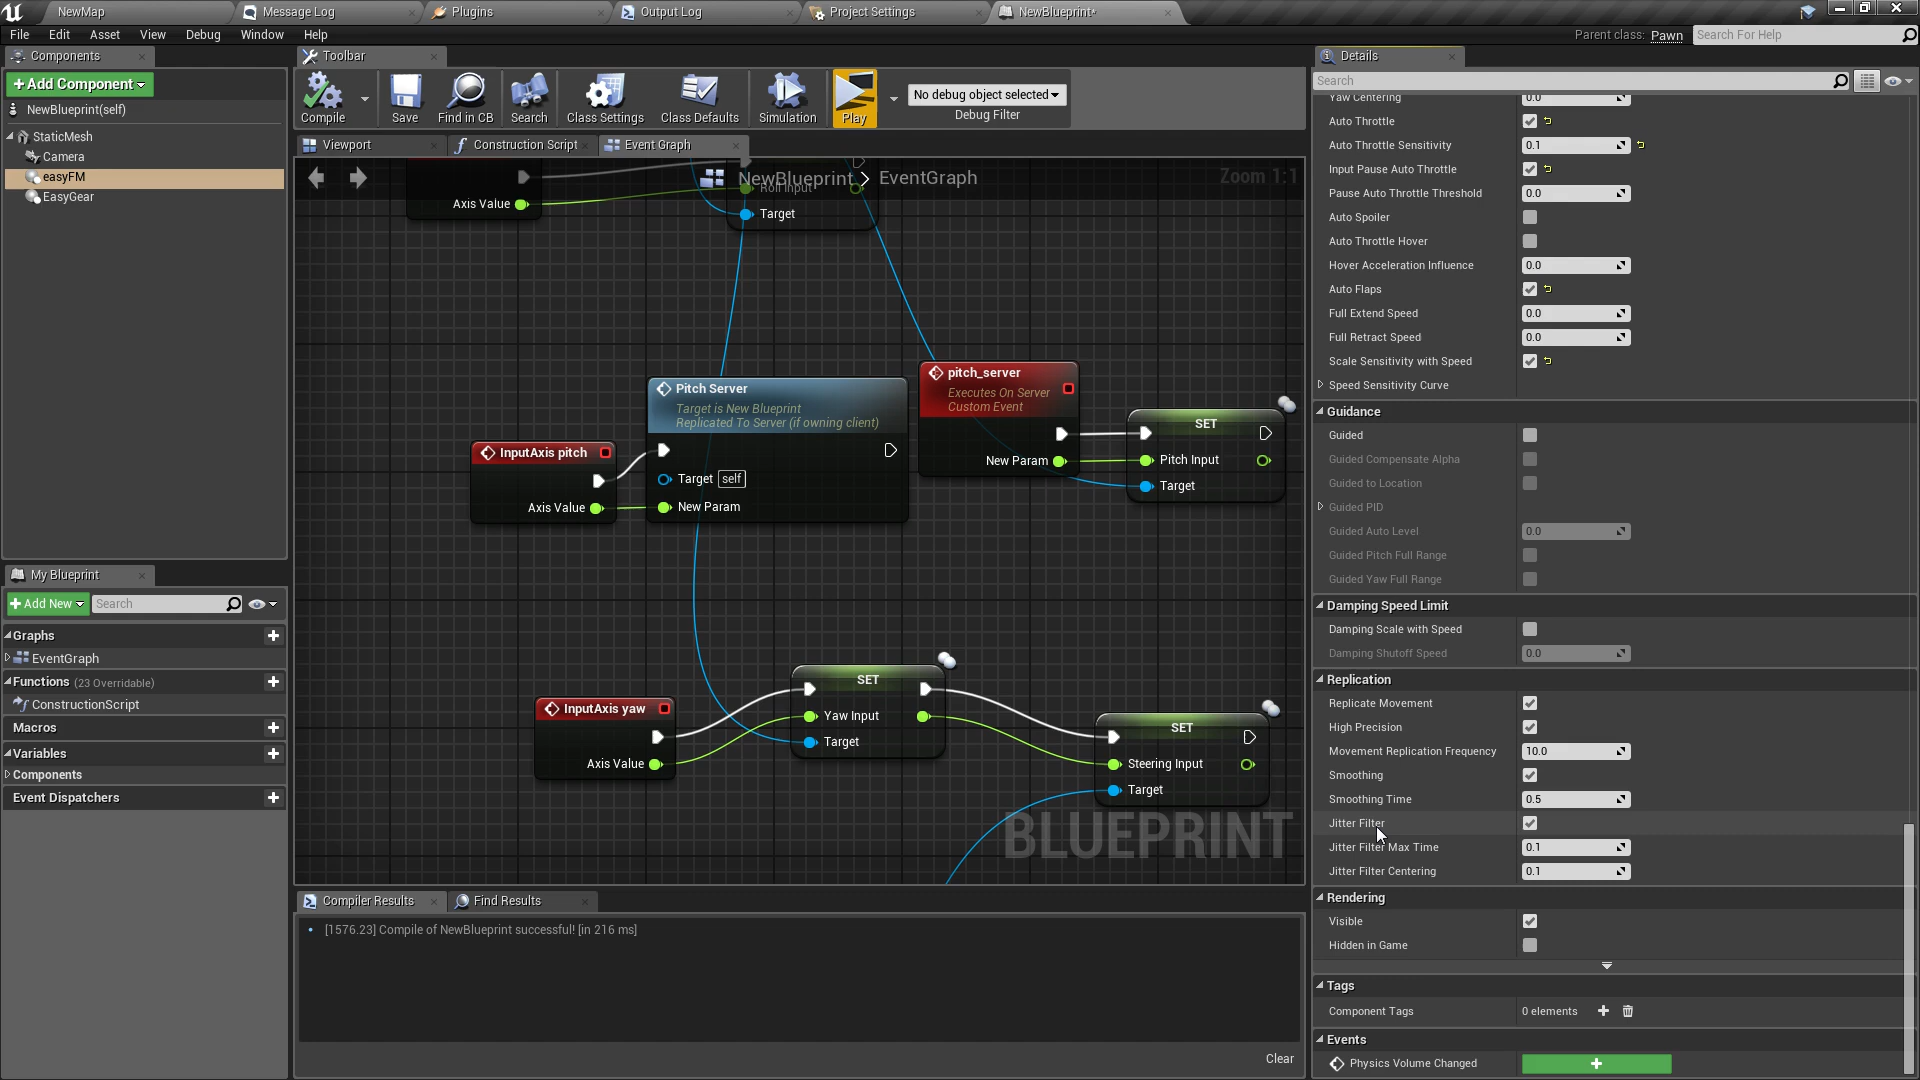 NewMap
Message Log
Plugins
Output Log
Project Settings
NewBlueprint*
File Edit Asset View Debug Window Help
Parent class: Pawn
Search For Help
Components
Toolbar
Details
+Add Component
NewBlueprint(self)
StaticMesh
Camera
easyFM
EasyGear
Compile
Save
Find in CB
Search
Class Settings
Class Defaults
Simulation
Play
No debug object selected
Debug Filter
Viewport
Construction Script
Event Graph
NewBlueprint > EventGraph
Zoom 1:1
Axis Value
Roll Input
Target
Pitch Server
Target is New Blueprint
Replicated To Server (if owning client)
Target self
New Param
InputAxis pitch
Axis Value
pitch_server
Executes On Server
Custom Event
New Param
SET
Pitch Input
Target
InputAxis yaw
Axis Value
SET
Yaw Input
Target
SET
Steering Input
Target
BLUEPRINT
My Blueprint
+Add New
Search
Graphs
EventGraph
Functions (23 Overridable)
ConstructionScript
Macros
Variables
Components
Event Dispatchers
Compiler Results
Find Results
[1576.23] Compile of NewBlueprint successful! [in 216 ms]
Clear
Search
Yaw Centering 0.0
Auto Throttle
Auto Throttle Sensitivity 0.1
Input Pause Auto Throttle
Pause Auto Throttle Threshold 0.0
Auto Spoiler
Auto Throttle Hover
Hover Acceleration Influence 0.0
Auto Flaps
Full Extend Speed 0.0
Full Retract Speed 0.0
Scale Sensitivity with Speed
Speed Sensitivity Curve
Guidance
Guided
Guided Compensate Alpha
Guided to Location
Guided PID
Guided Auto Level 0.0
Guided Pitch Full Range
Guided Yaw Full Range
Damping Speed Limit
Damping Scale with Speed
Damping Shutoff Speed 0.0
Replication
Replicate Movement
High Precision
Movement Replication Frequency 10.0
Smoothing
Smoothing Time 0.5
Jitter Filter
Jitter Filter Max Time 0.1
Jitter Filter Centering 0.1
Rendering
Visible
Hidden in Game
Tags
Component Tags 0 elements
Events
Physics Volume Changed